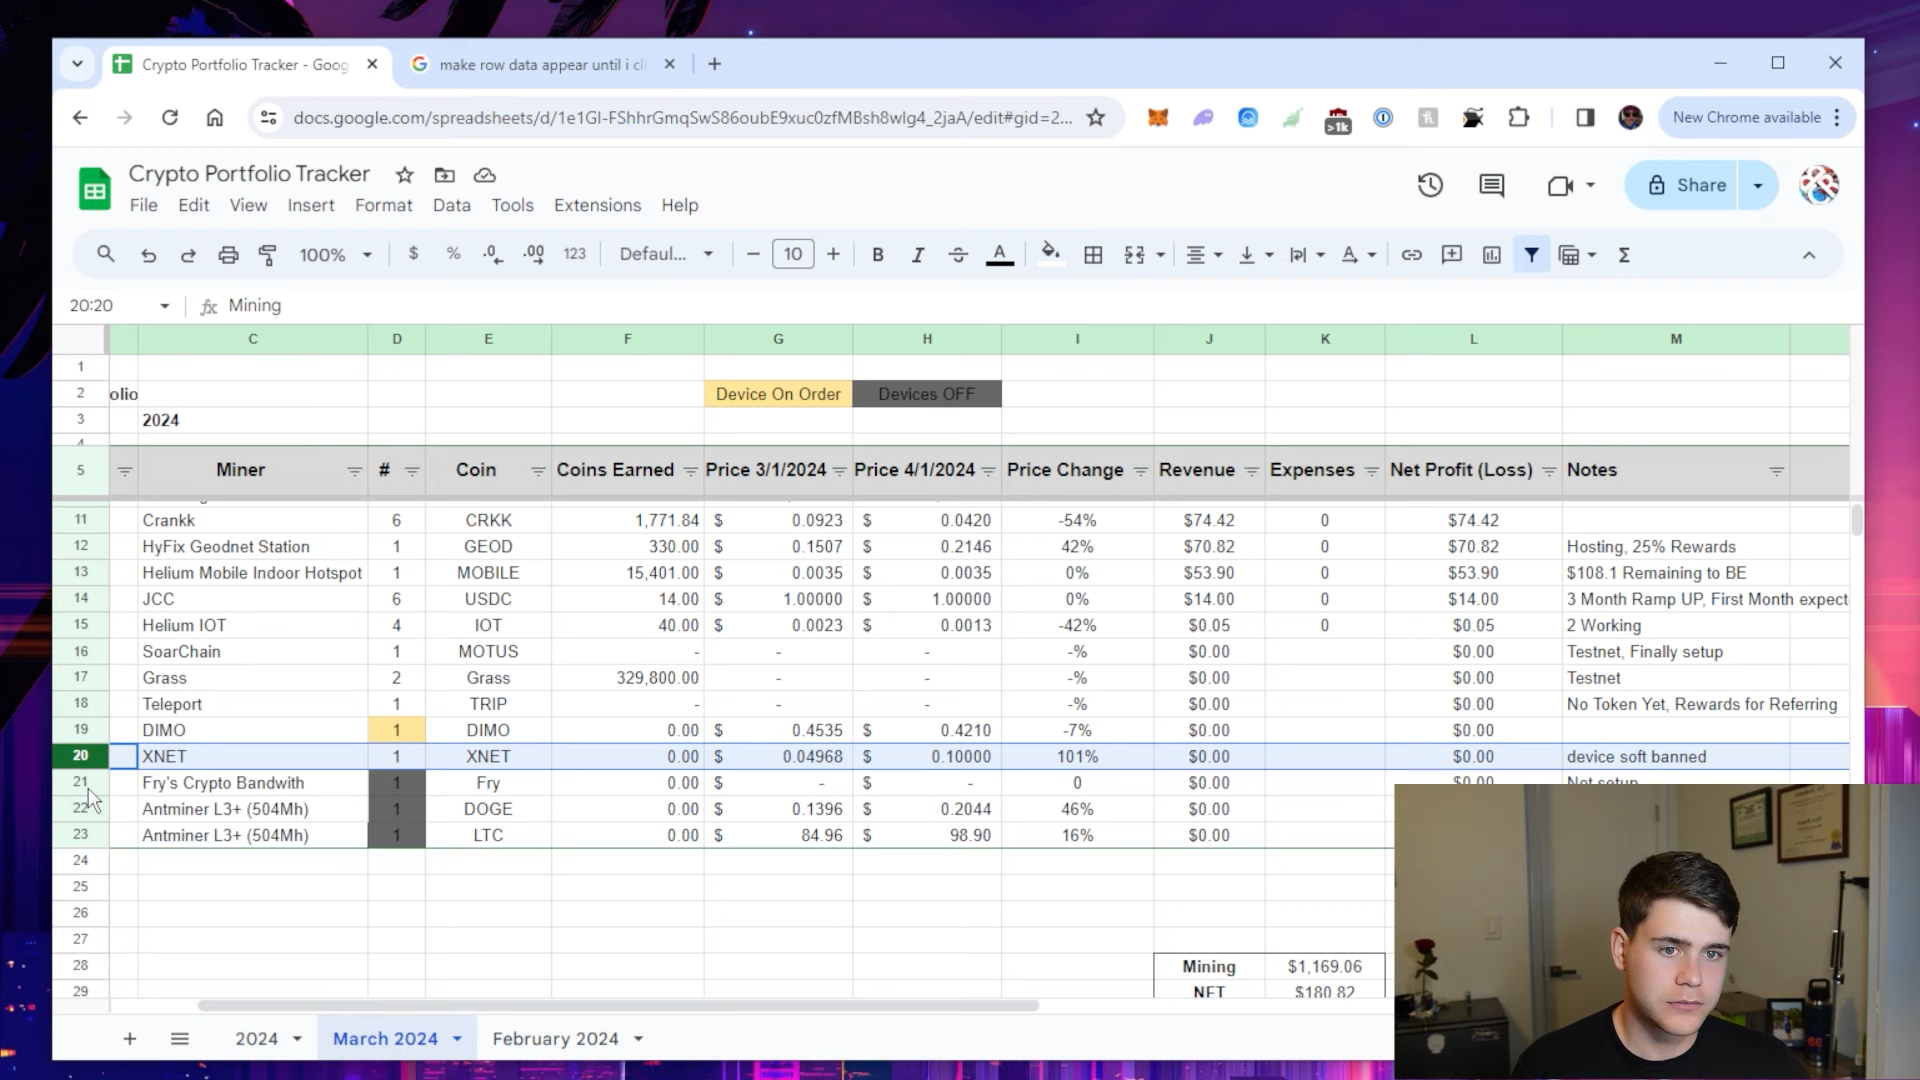 Crypto Portfolio Tracker - Goog
make row data appear until i cli
docs.google.com/spreadsheets/d/1e1GI-FShhrGmqSwS86oubE9xuc0zfMBsh8wIg4_2jaA/edit#gid=2...
>1k
New Chrome available
Crypto Portfolio Tracker
File Edit View Insert Format Data Tools Extensions Help
Share
100% $ % .0 .00 123 Defaul... 10 B I A
20:20 fx Mining
C D E F G H I J K L M
1
2 olio Device On Order Devices OFF
3 2024
4
5 Miner # Coin Coins Earned Price 3/1/2024 Price 4/1/2024 Price Change Revenue Expenses Net Profit (Loss) Notes
11 Crankk 6 CRKK 1,771.84 $ 0.0923 $ 0.0420 -54% $74.42 0 $74.42
12 HyFix Geodnet Station 1 GEOD 330.00 $ 0.1507 $ 0.2146 42% $70.82 0 $70.82 Hosting, 25% Rewards
13 Helium Mobile Indoor Hotspot 1 MOBILE 15,401.00 $ 0.0035 $ 0.0035 0% $53.90 0 $53.90 $108.1 Remaining to BE
14 JCC 6 USDC 14.00 $ 1.00000 $ 1.00000 0% $14.00 0 $14.00 3 Month Ramp UP, First Month expect
15 Helium IOT 4 IOT 40.00 $ 0.0023 $ 0.0013 -42% $0.05 0 $0.05 2 Working
16 SoarChain 1 MOTUS - - - -% $0.00 $0.00 Testnet, Finally setup
17 Grass 2 Grass 329,800.00 - - -% $0.00 $0.00 Testnet
18 Teleport 1 TRIP - - - -% $0.00 $0.00 No Token Yet, Rewards for Referring
19 DIMO 1 DIMO 0.00 $ 0.4535 $ 0.4210 -7% $0.00 $0.00
20 XNET 1 XNET 0.00 $ 0.04968 $ 0.10000 101% $0.00 $0.00 device soft banned
21 Fry's Crypto Bandwith 1 Fry 0.00 $ - $ - 0 $0.00 $0.00 Not setup
22 Antminer L3+ (504Mh) 1 DOGE 0.00 $ 0.1396 $ 0.2044 46% $0.00
23 Antminer L3+ (504Mh) 1 LTC 0.00 $ 84.96 $ 98.90 16% $0.00
24
25
26
27
28 Mining $1,169.06
29 NET $180.82
2024 March 2024 February 2024